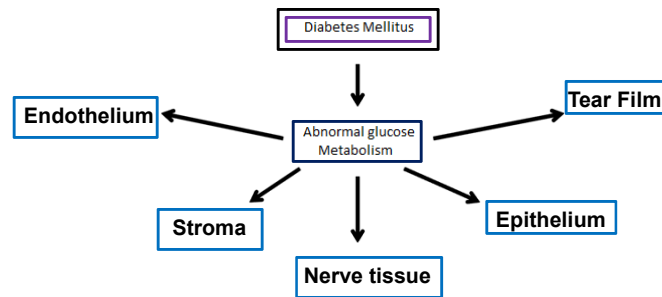 Diabetes Mellitus
Tear Film
Endothelium
Abnormal glucose
Metabolism
Stroma
Epithelium
Nerve tissue